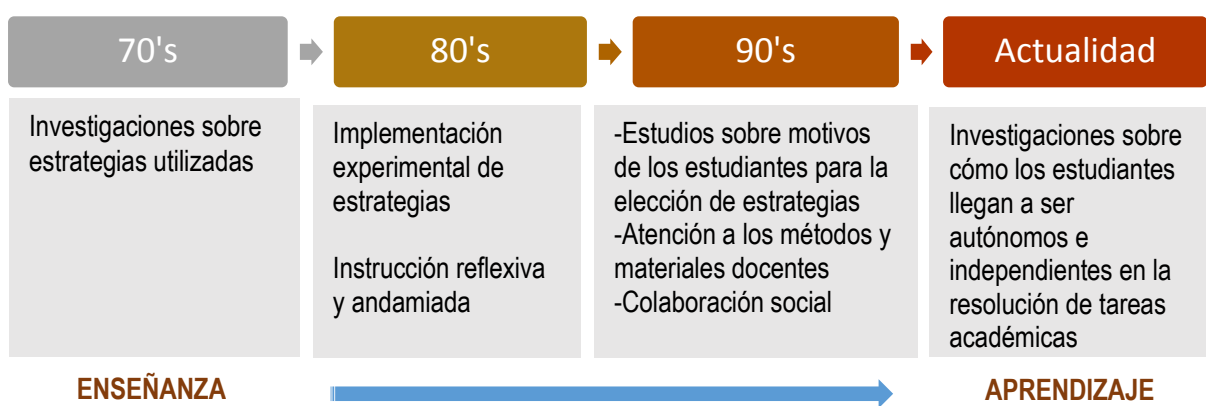 70's
80's
90's
Actualidad
Investigaciones sobre
estrategias utilizadas
Implementación
experimental de
estrategias
Instrucción reflexiva
y andamiada
-Estudios sobre motivos
de los estudiantes para la
elección de estrategias
-Atención a los métodos y
materiales docentes
-Colaboración social
Investigaciones sobre
cómo los estudiantes
llegan a ser
autónomos e
independientes en la
resolución de tareas
académicas
ENSEÑANZA
APRENDIZAJE